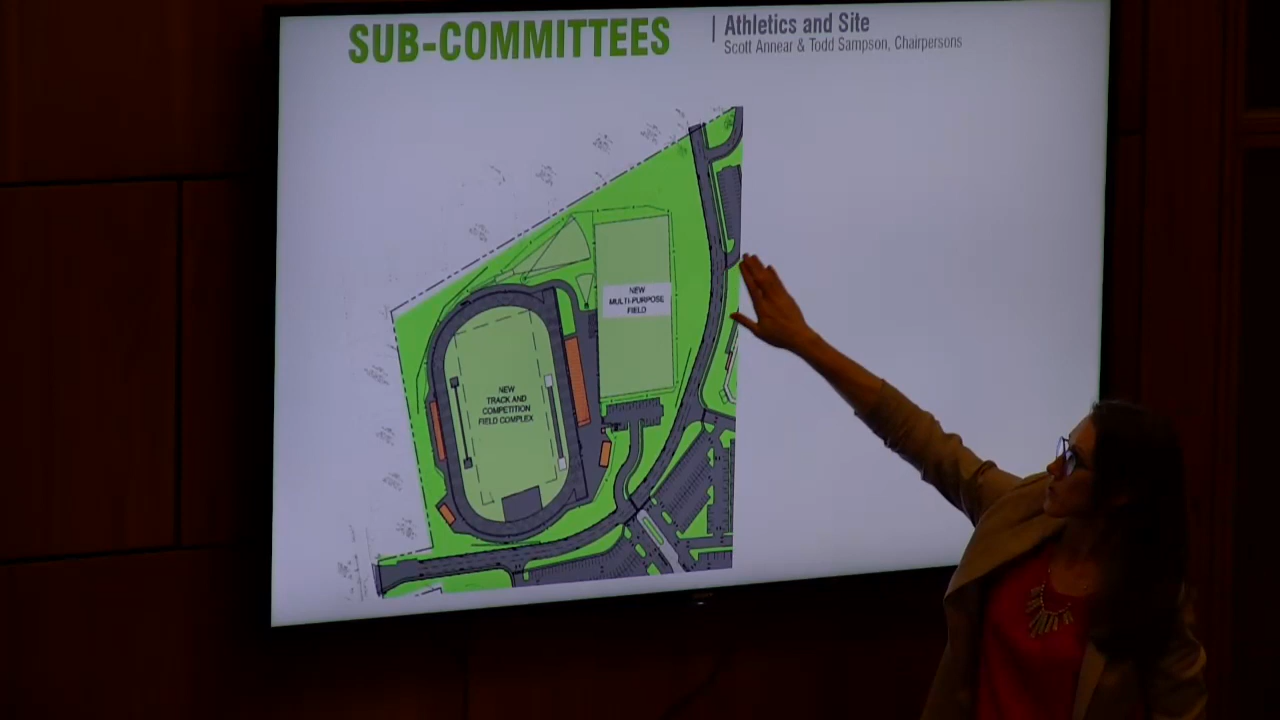 SUB-COMMITTEES
Athletics and Site
Scott Annear & Todd Sampson, Chairpersons
NEW
MULTI-PURPOSE
FIELD
NEW
TRACK AND
COMPETITION
FIELD COMPLEX